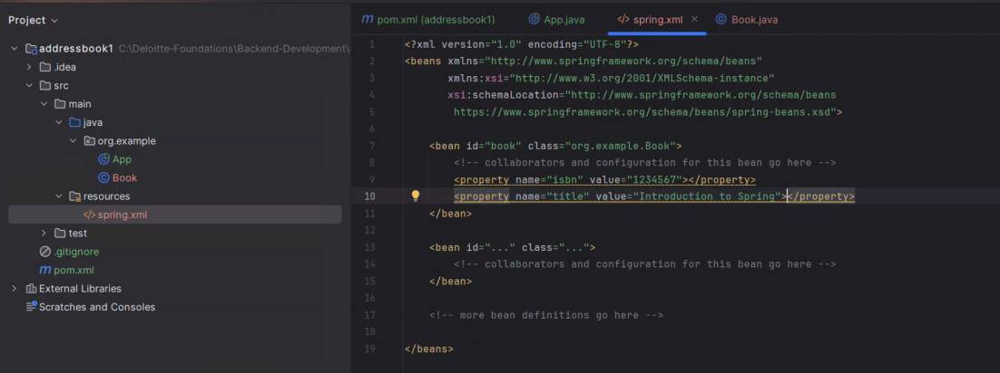 Project
addressbook1 C:\Deloitte-Foundations\Backend-Development\
.idea
src
main
java
org.example
App
Book
resources
spring.xml
test
.gitignore
pom.xml
External Libraries
Scratches and Consoles
pom.xml (addressbook1) App.java spring.xml Book.java
1 <?xml version="1.0" encoding="UTF-8"?>
2 <beans xmlns="http://www.springframework.org/schema/beans"
3 xmlns:xsi="http://www.w3.org/2001/XMLSchema-instance"
4 xsi:schemaLocation="http://www.springframework.org/schema/beans
5 https://www.springframework.org/schema/beans/spring-beans.xsd">
6
7 <bean id="book" class="org.example.Book">
8 <!-- collaborators and configuration for this bean go here -->
9 <property name="isbn" value="1234567"></property>
10 <property name="title" value="Introduction to Spring"></property>
11 </bean>
12
13 <bean id="..." class="...">
14 <!-- collaborators and configuration for this bean go here -->
15 </bean>
16
17 <!-- more bean definitions go here -->
18
19 </beans>